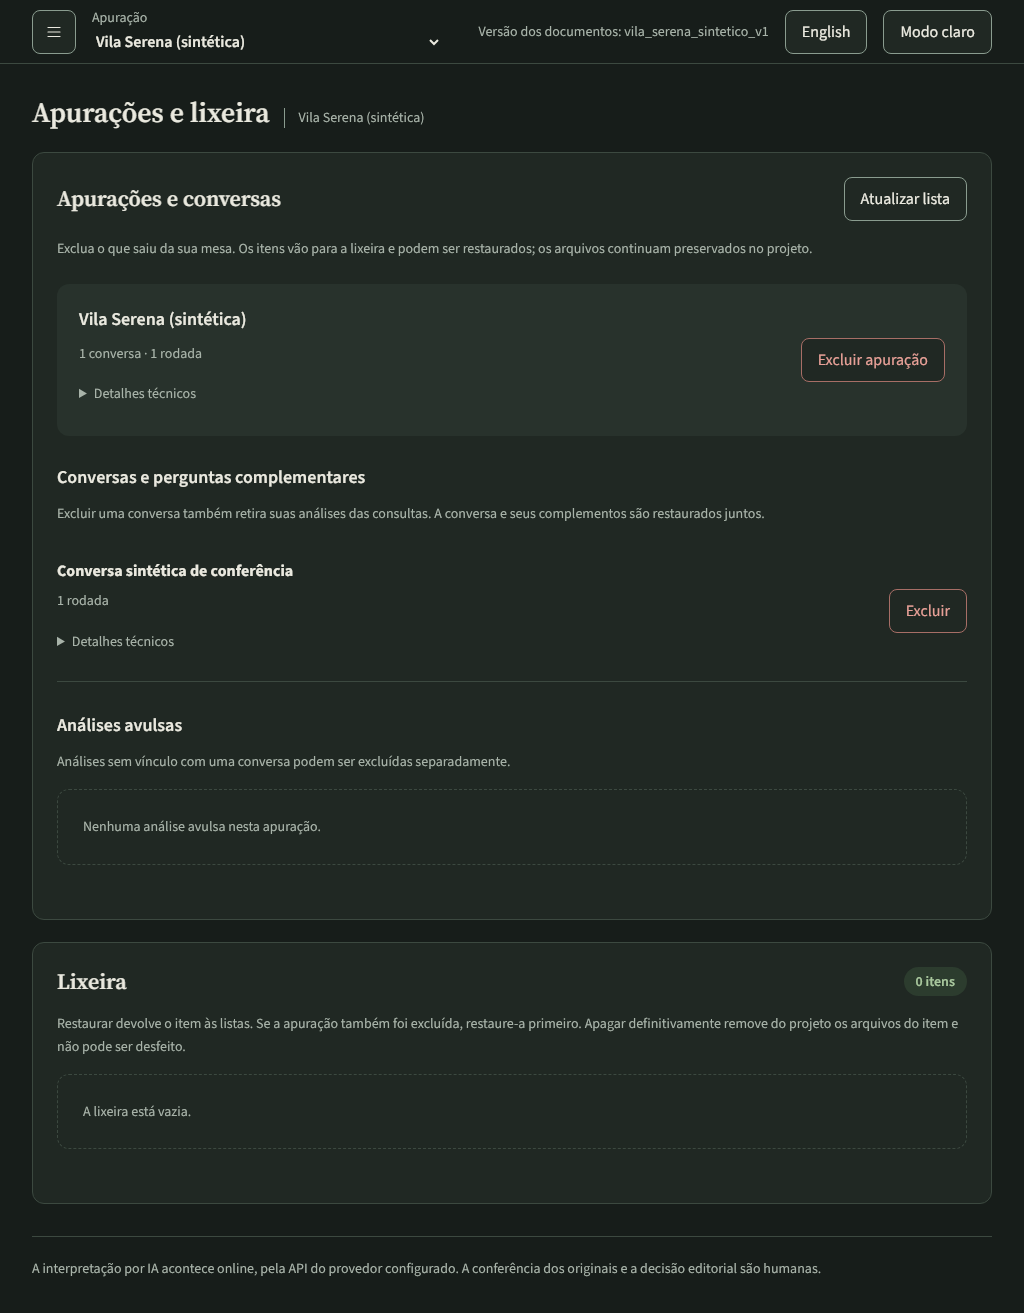 Apuração
Vila Serena (sintética)
Versão dos documentos: vila_serena_sintetico_v1
English
Modo claro
Apurações e lixeira
Vila Serena (sintética)
Apurações e conversas
Atualizar lista
Exclua o que saiu da sua mesa. Os itens vão para a lixeira e podem ser restaurados; os arquivos continuam preservados no projeto.
Vila Serena (sintética)
1 conversa · 1 rodada
Excluir apuração
Detalhes técnicos
Conversas e perguntas complementares
Excluir uma conversa também retira suas análises das consultas. A conversa e seus complementos são restaurados juntos.
Conversa sintética de conferência
1 rodada
Excluir
Detalhes técnicos
Análises avulsas
Análises sem vínculo com uma conversa podem ser excluídas separadamente.
Nenhuma análise avulsa nesta apuração.
Lixeira
0 itens
Restaurar devolve o item às listas. Se a apuração também foi excluída, restaure-a primeiro. Apagar definitivamente remove do projeto os arquivos do item e
não pode ser desfeito.
A lixeira está vazia.
A interpretação por IA acontece online, pela API do provedor configurado. A conferência dos originais e a decisão editorial são humanas.